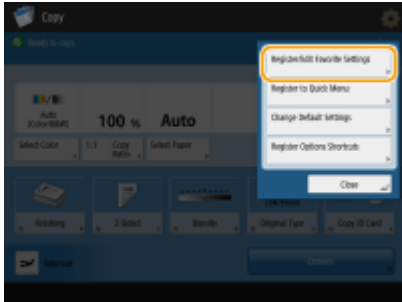 Copy
Ready to copy.
Register/Edit Favorite Settings
Register to Quick Menu
Change Default Settings
Register Options Shortcuts
Close
Auto
(Color/B&W)
100 %
Auto
Select Color
1:1
Copy
Ratio
Select Paper
Finishing
2-Sided
Density
Original Type
Copy ID Card
Interrupt
Options